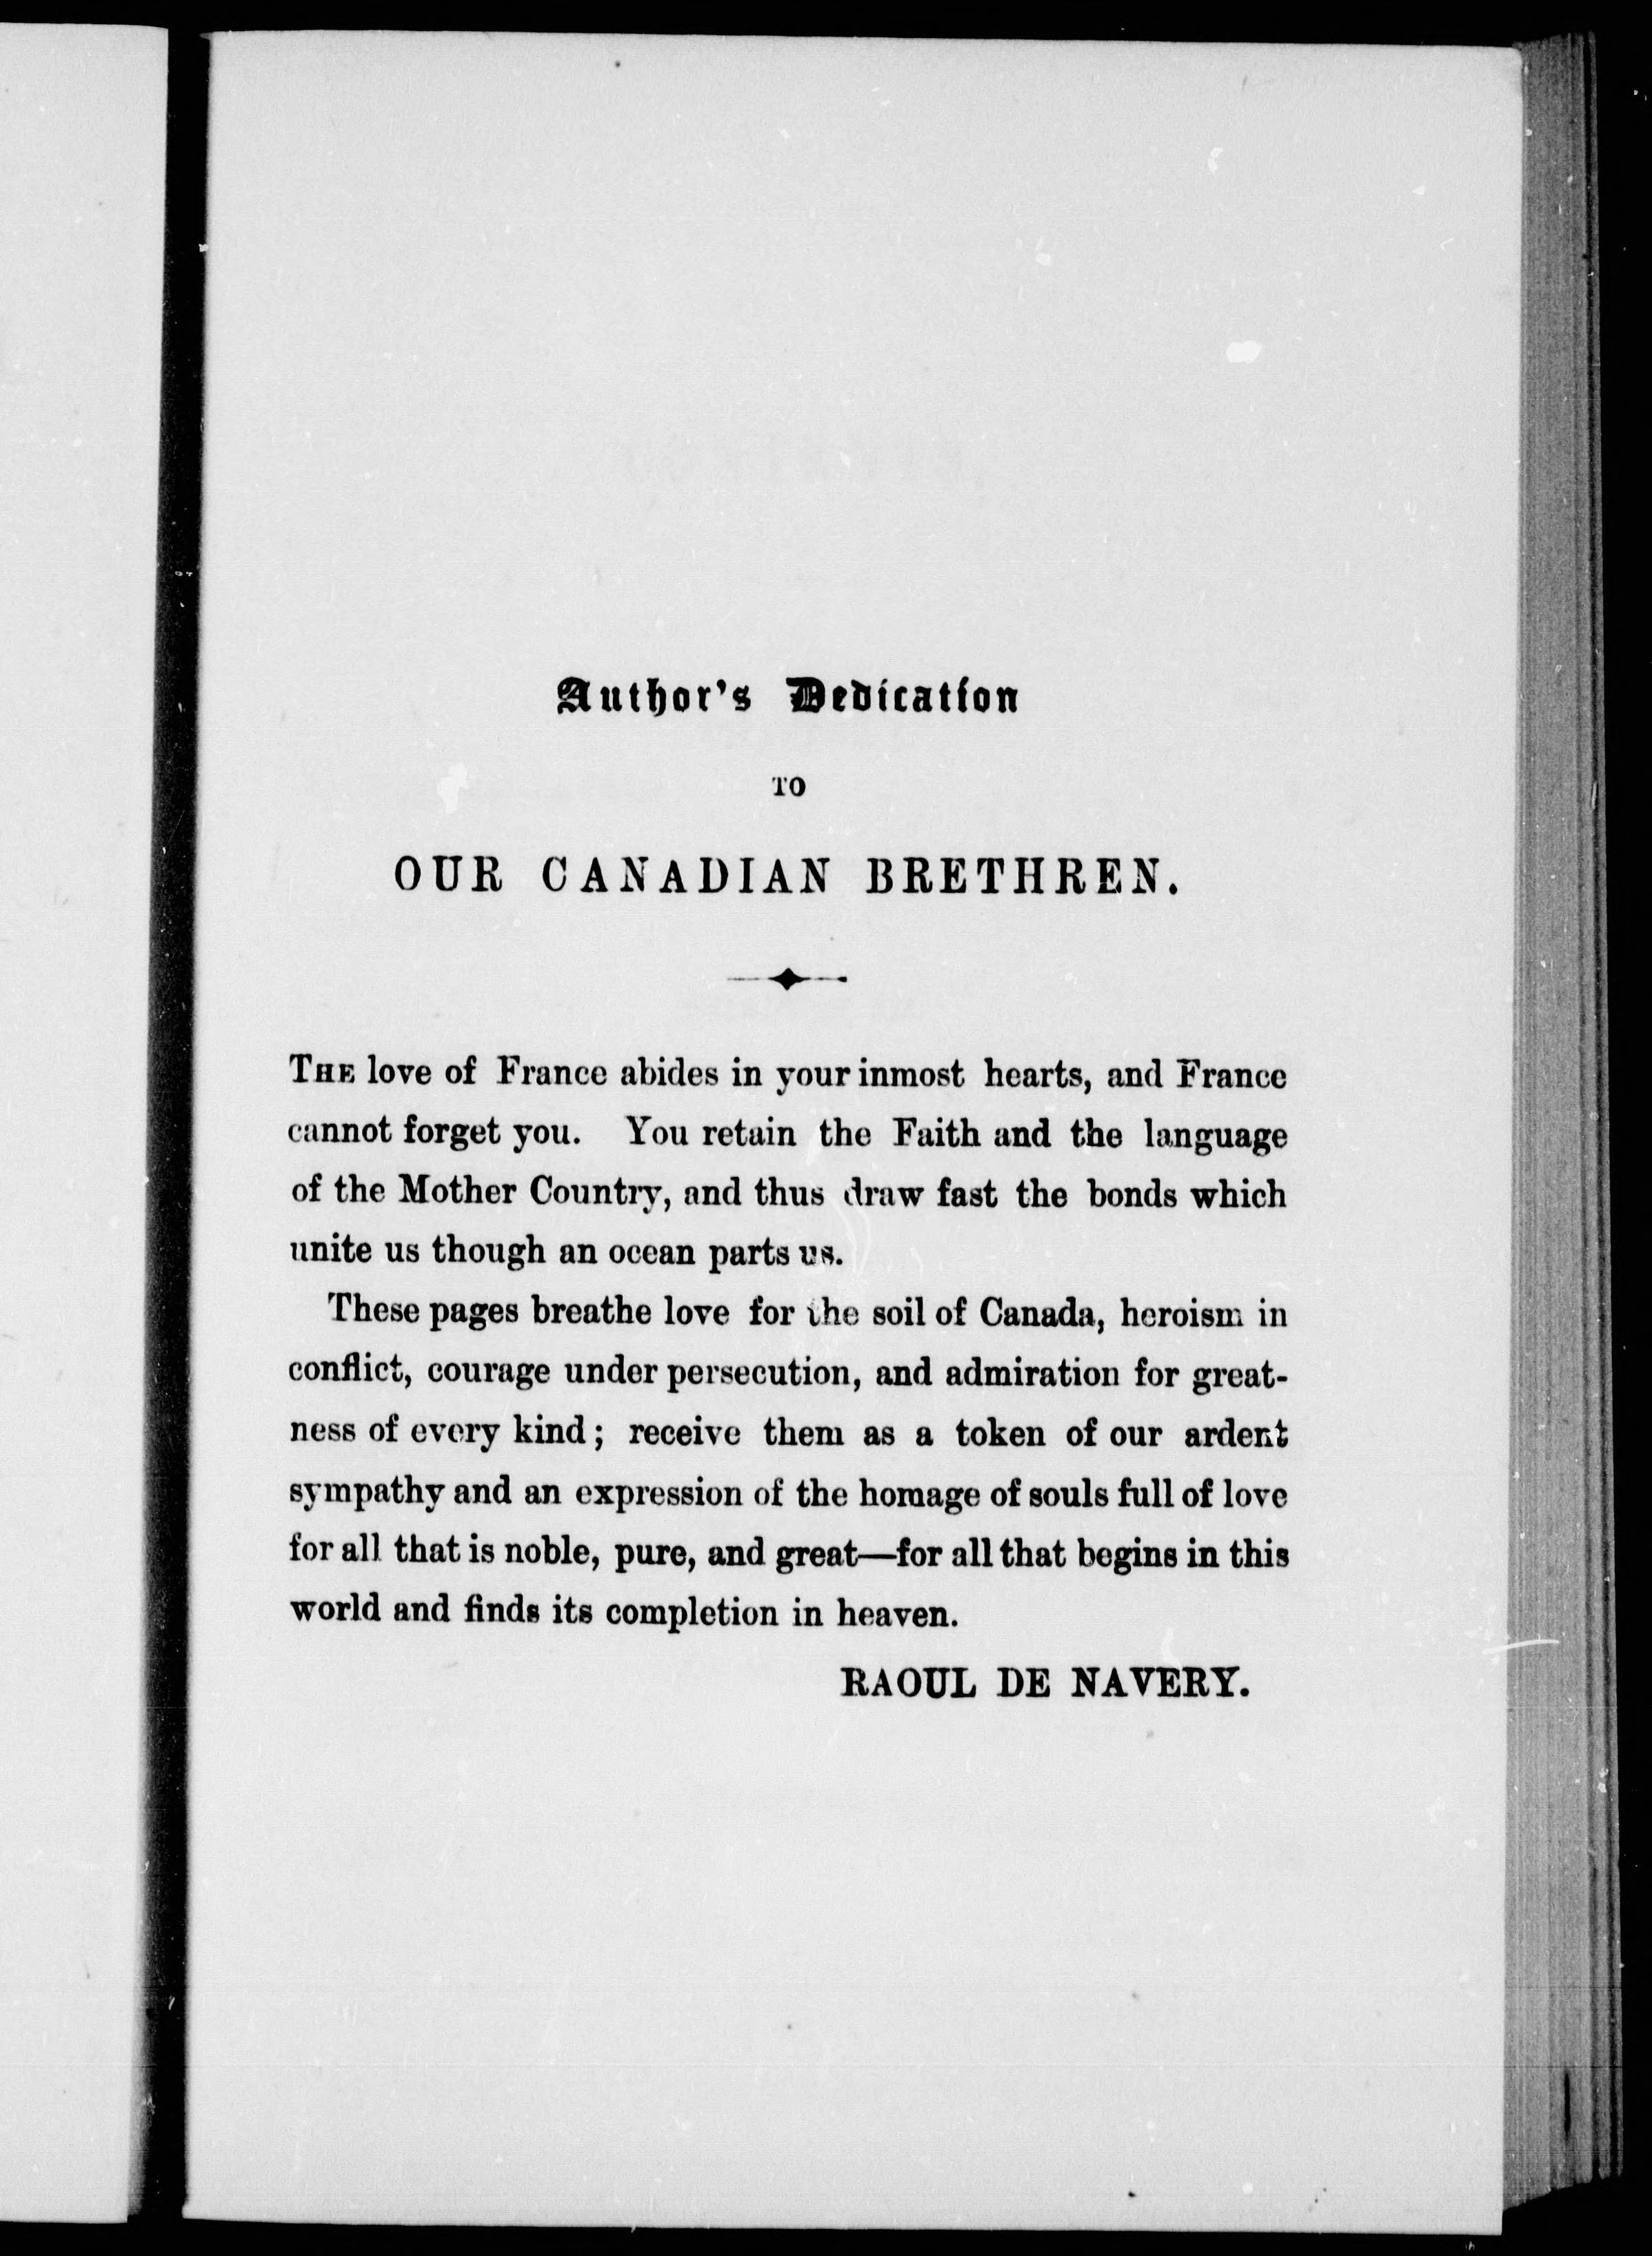 Author's Dedication
TO
OUR CANADIAN BRETHREN.
THE love of France abides in your inmost hearts, and France
cannot forget you. You retain the Faith and the language
of the Mother Country, and thus draw fast the bonds which
unite us though an ocean parts us.
These pages breathe love for the soil of Canada, heroism in
conflict, courage under persecution, and admiration for great-
ness of every kind; receive them as a token of our ardent
sympathy and an expression of the homage of souls full of love
for all that is noble, pure, and great—for all that begins in this
world and finds its completion in heaven.
RAOUL DE NAVERY.